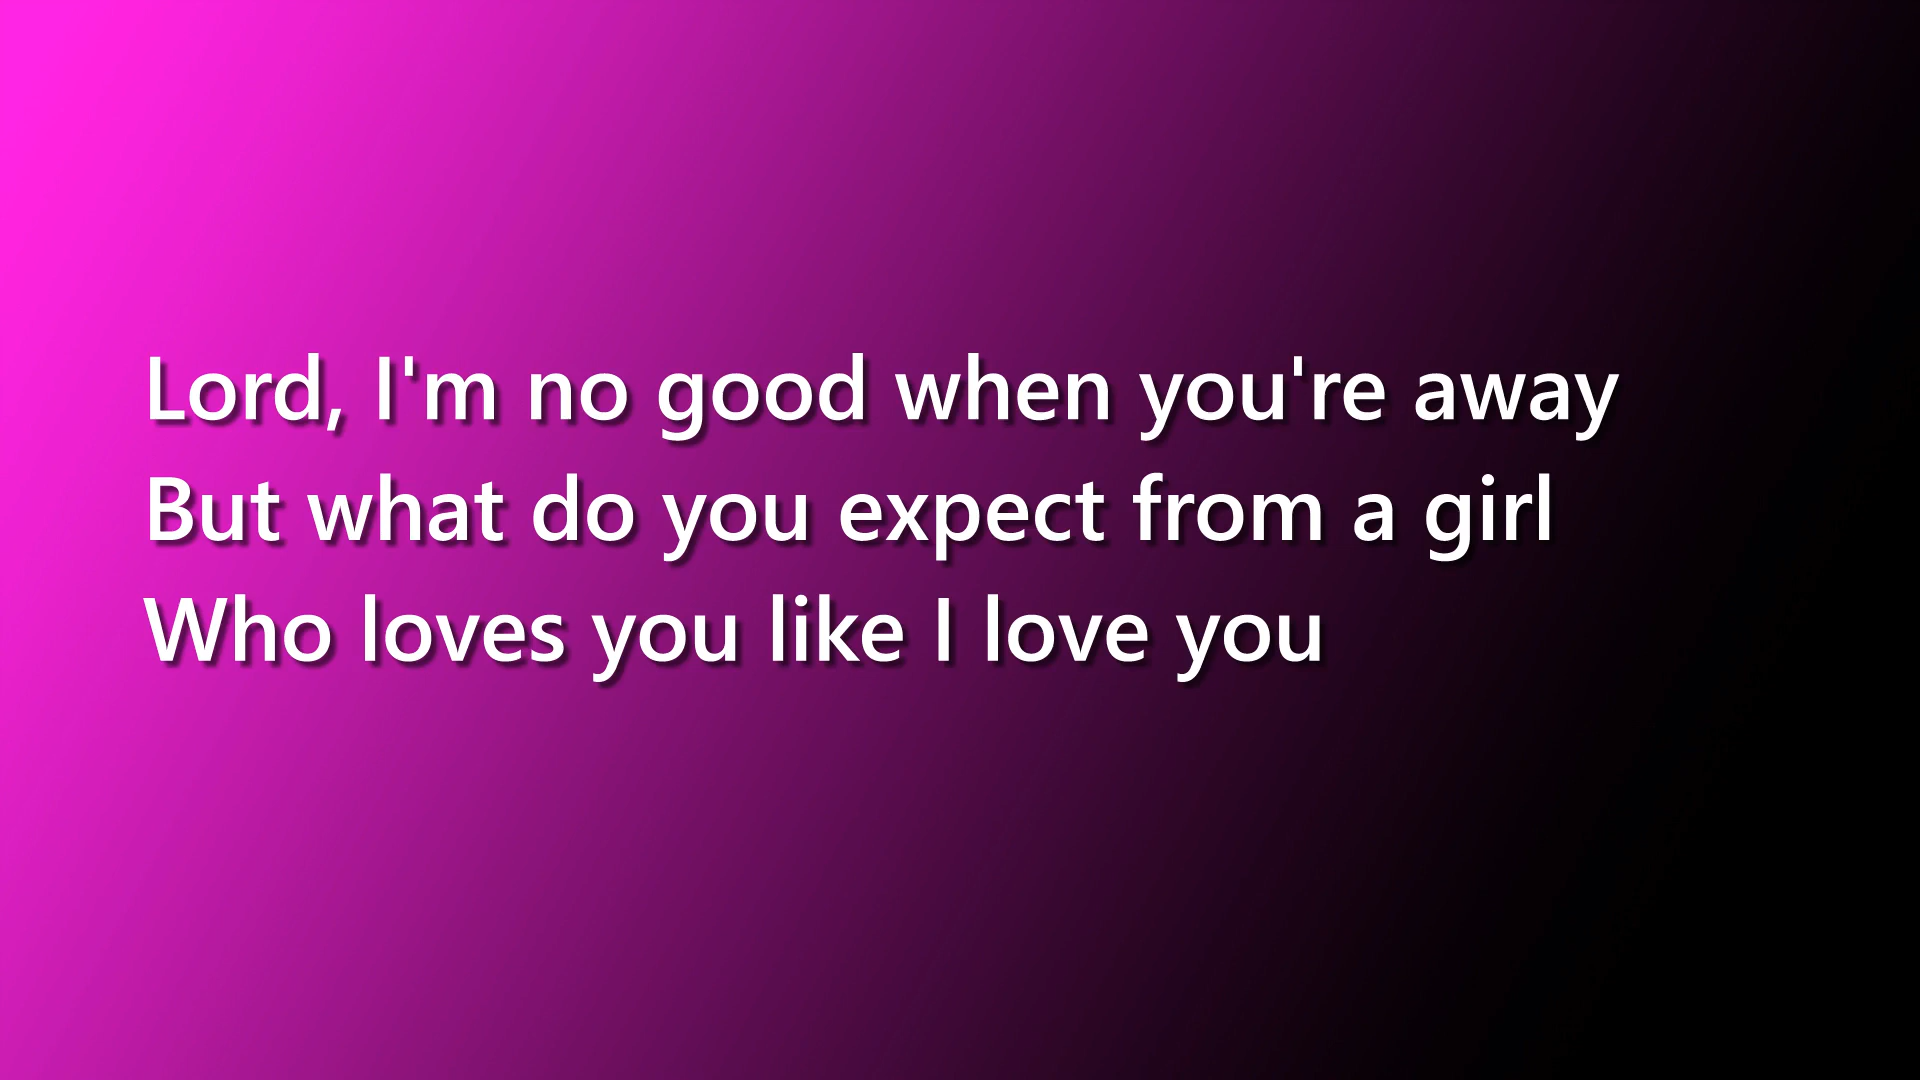 Lord, I'm no good when you're away
But what do you expect from a girl
Who loves you like I love you